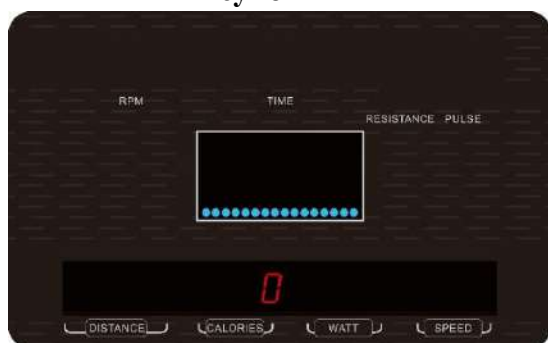 RPM TIME
RESISTANCE PULSE
0
DISTANCE CALORIES WATT SPEED